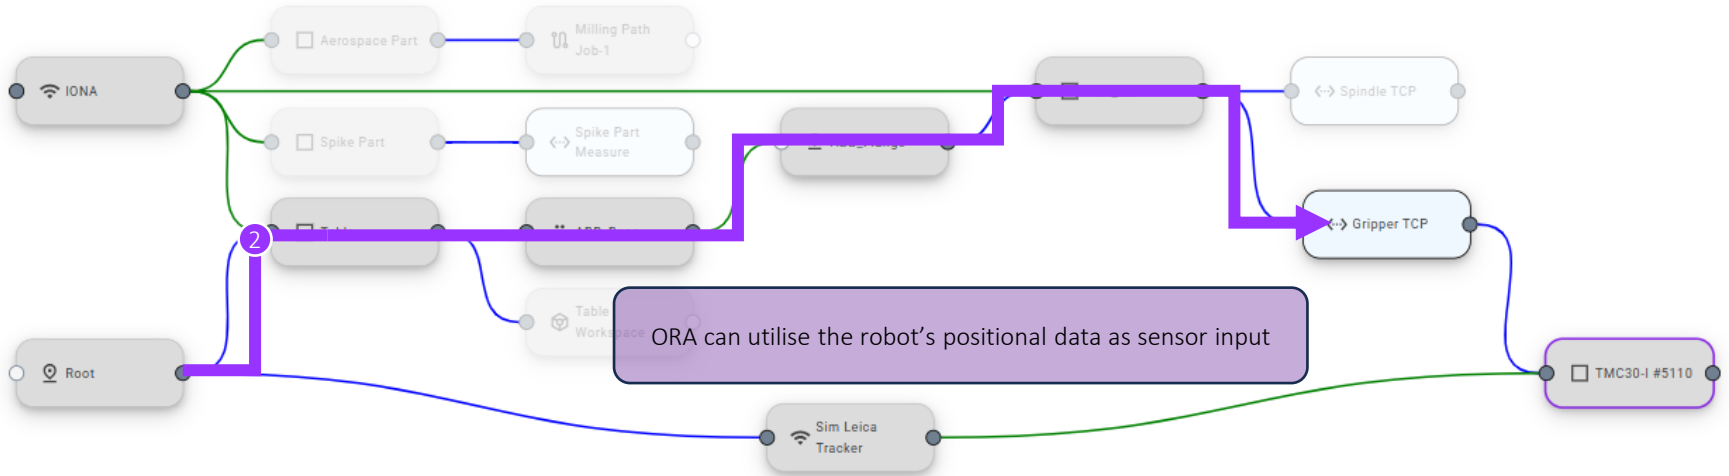 Aerospace Part
Milling Path
Job-1
IONA
Spindle TCP
Spike Part
Spike Part
Measure
2
Gripper TCP
Table
Workspace
ORA can utilise the robot's positional data as sensor input
Root
TMC30-I #5110
Sim Leica
Tracker